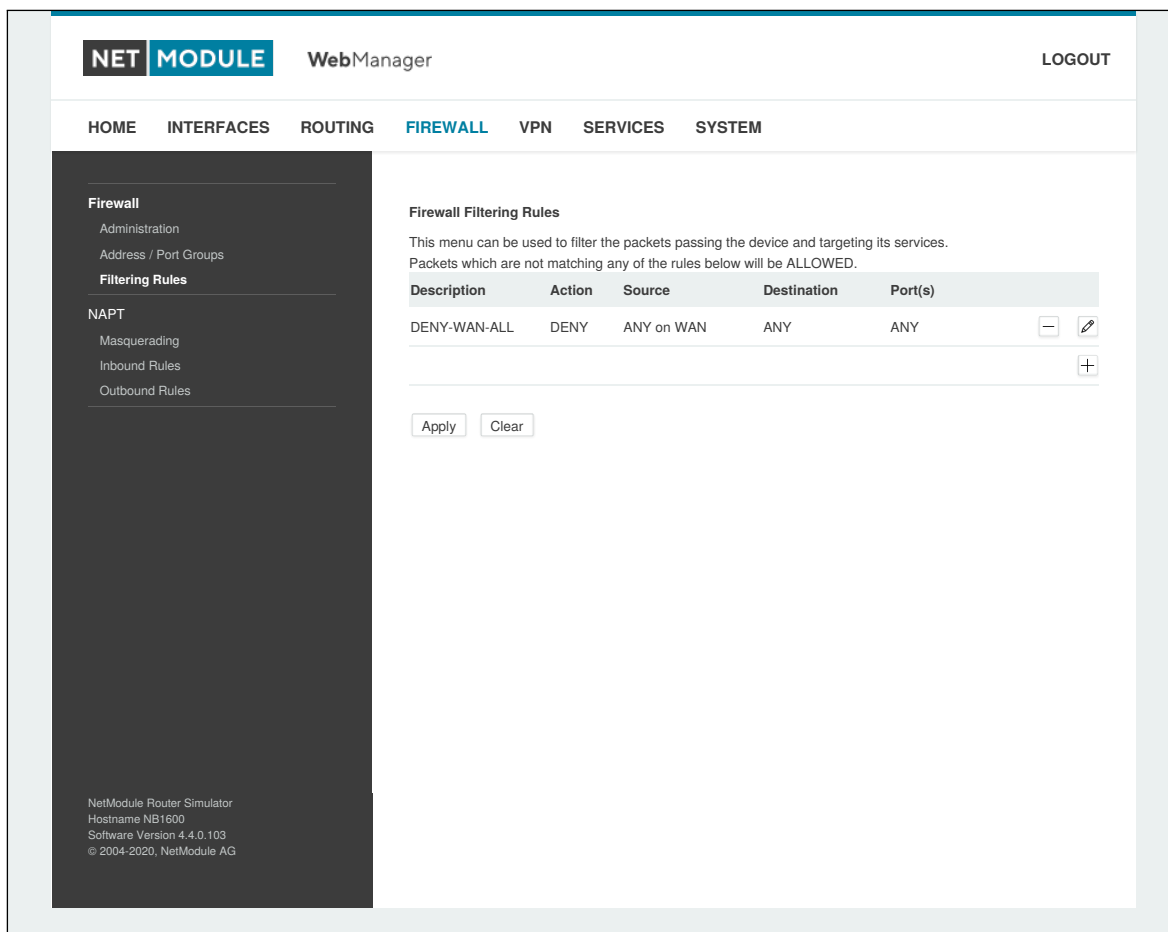 NET MODULE WebManager LOGOUT
HOME INTERFACES ROUTING FIREWALL VPN SERVICES SYSTEM
Firewall
Administration
Address / Port Groups
Filtering Rules
NAPT
Masquerading
Inbound Rules
Outbound Rules
Firewall Filtering Rules
This menu can be used to filter the packets passing the device and targeting its services.
Packets which are not matching any of the rules below will be ALLOWED.
Description Action Source Destination Port(s)
DENY-WAN-ALL DENY ANY on WAN ANY ANY
Apply Clear
NetModule Router Simulator
Hostname NB1600
Software Version 4.4.0.103
© 2004-2020, NetModule AG